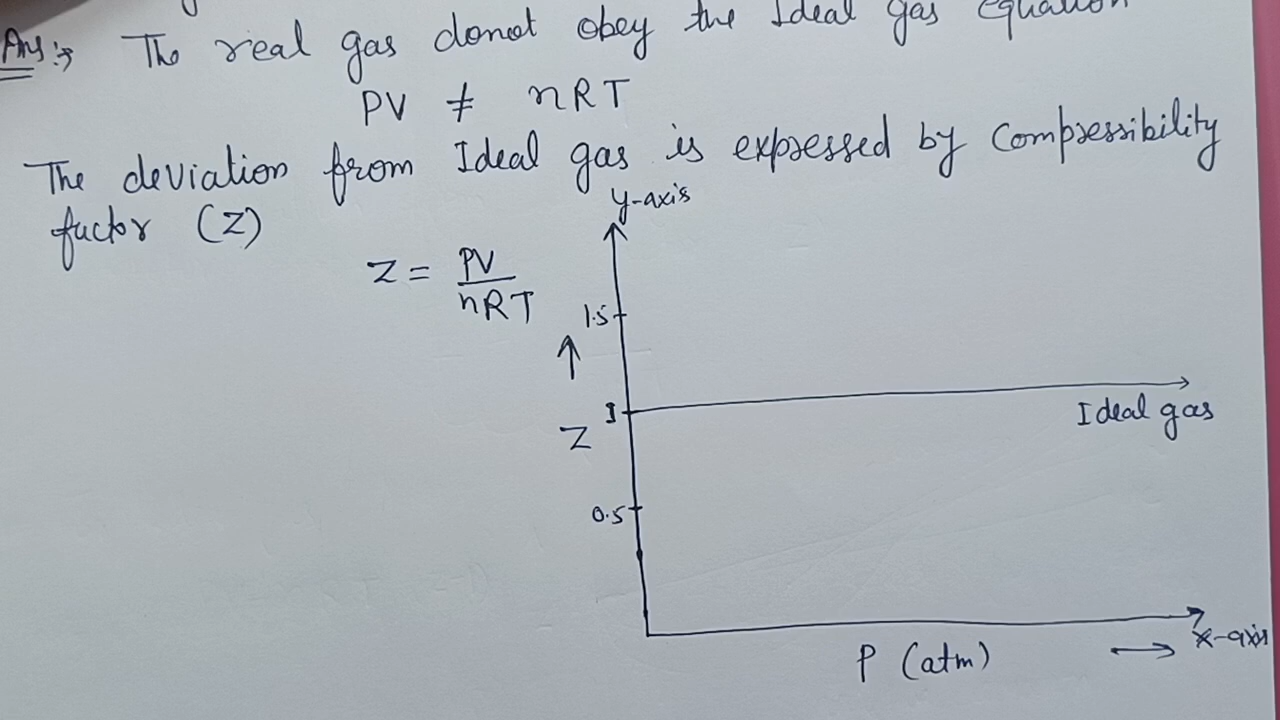 Ans :→ The real gas donot obey the Ideal gas equation
PV ≠ nRT
The deviation from Ideal gas is expressed by Compressibility
factor (Z)
y-axis
Z = PV / nRT
1.5
↑
1
Z
Ideal gas
0.5
P (atm) → x-axis